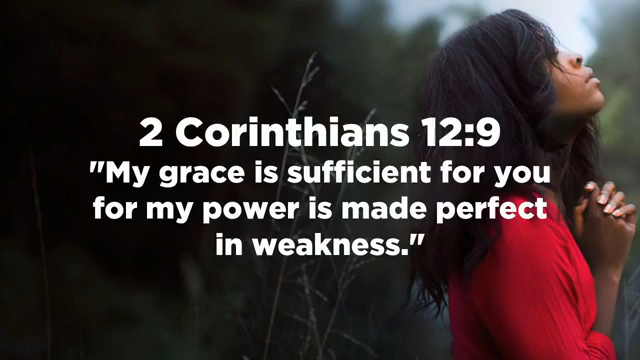 2 Corinthians 12:9
"My grace is sufficient for you
for my power is made perfect
in weakness."